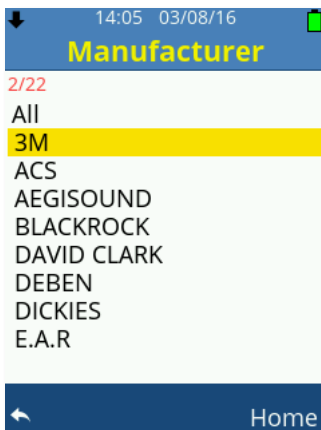 14:05 03/08/16
Manufacturer
2/22
All
3M
ACS
AEGISOUND
BLACKROCK
DAVID CLARK
DEBEN
DICKIES
E.A.R
Home